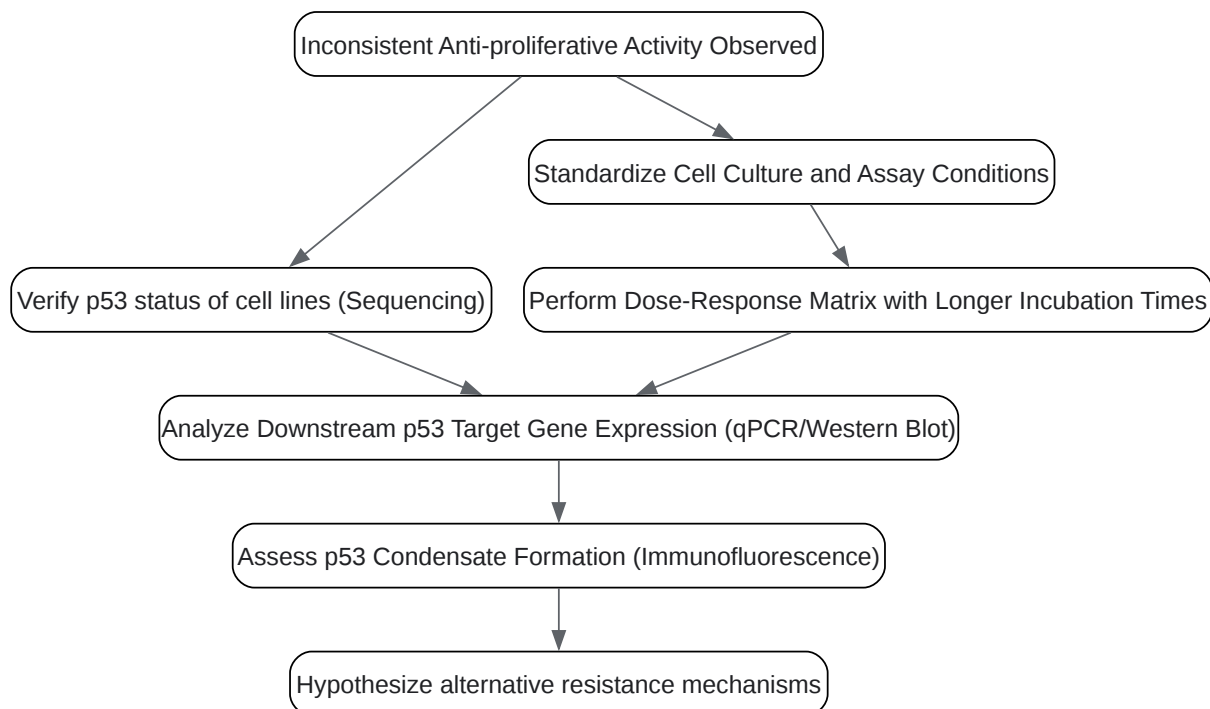 Inconsistent Anti-proliferative Activity Observed
Standardize Cell Culture and Assay Conditions
Verify p53 status of cell lines (Sequencing)
Perform Dose-Response Matrix with Longer Incubation Times
Analyze Downstream p53 Target Gene Expression (qPCR/Western Blot)
Assess p53 Condensate Formation (Immunofluorescence)
Hypothesize alternative resistance mechanisms